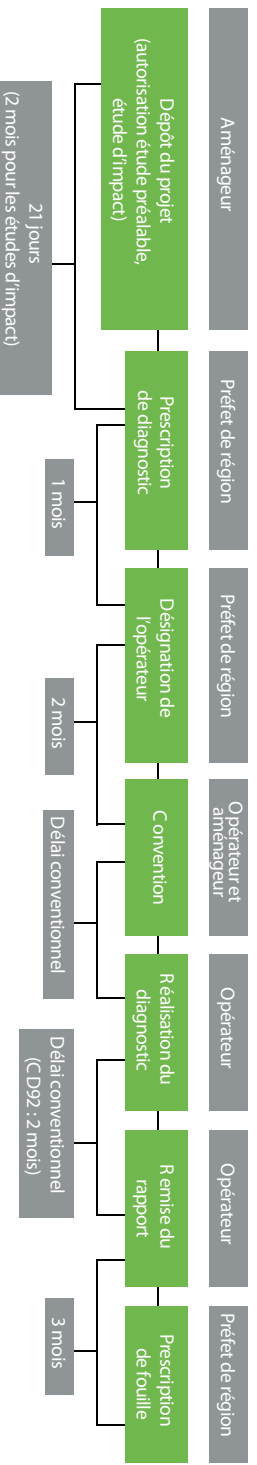 Aménageur
Préfet de région
Préfet de région
Opérateur et
aménageur
Opérateur
Opérateur
Préfet de région
Dépôt du projet
(autorisation étude préalable,
étude d'impact)
Prescription
de diagnostic
Désignation de
l'opérateur
Convention
Réalisation du
diagnostic
Remise du
rapport
Prescription
de fouille
21 jours
(2 mois pour les études d'impact)
1 mois
2 mois
Délai conventionnel
Délai conventionnel
(CD92 : 2 mois)
3 mois